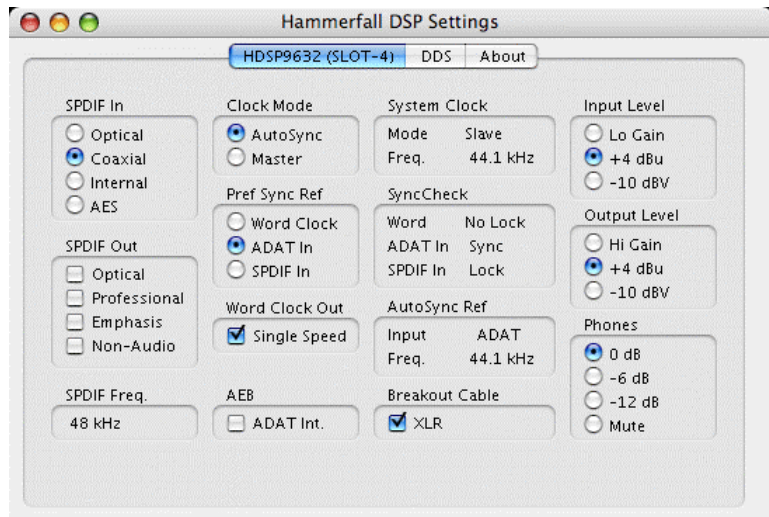 Hammerfall DSP Settings
HDSP9632 (SLOT-4) DDS About
SPDIF In
Optical
Coaxial
Internal
AES
SPDIF Out
Optical
Professional
Emphasis
Non-Audio
SPDIF Freq.
48 kHz
Clock Mode
AutoSync
Master
Pref Sync Ref
Word Clock
ADAT In
SPDIF In
Word Clock Out
Single Speed
AEB
ADAT Int.
System Clock
Mode Slave
Freq. 44.1 kHz
SyncCheck
Word No Lock
ADAT In Sync
SPDIF In Lock
AutoSync Ref
Input ADAT
Freq. 44.1 kHz
Breakout Cable
XLR
Input Level
Lo Gain
+4 dBu
-10 dBV
Output Level
Hi Gain
+4 dBu
-10 dBV
Phones
0 dB
-6 dB
-12 dB
Mute